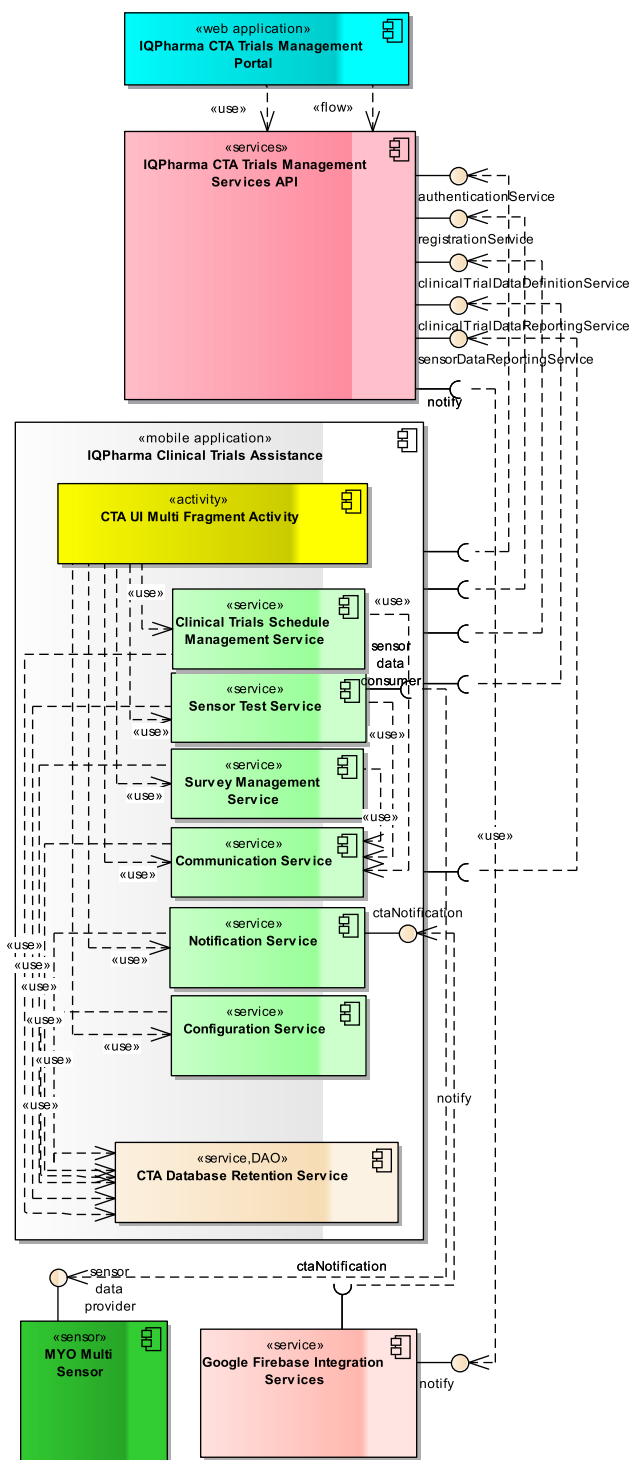 «web application»
IQPharma CTA Trials Management
Portal
«use»
«flow»
«services»
IQPharma CTA Trials Management
Services API
authenticationService
registrationService
clinicalTrialDataDefinitionService
clinicalTrialDataReportingService
sensorDataReportingService
notify
«mobile application»
IQPharma Clinical Trials Assistance
«activity»
CTA UI Multi Fragment Activity
«use»
«service»
Clinical Trials Schedule
Management Service
«use»
sensor
data
consumer
«service»
Sensor Test Service
«use»
«use»
«service»
Survey Management
Service
«use»
«use»
«use»
«service»
Communication Service
«use»
ctaNotification
«service»
Notification Service
«use»
«use»
«use»
«use»
«service»
Configuration Service
«use»
«use»
«use»
«use»
notify
«service,DAO»
CTA Database Retention Service
sensor
data
provider
ctaNotification
«sensor»
MYO Multi
Sensor
«service»
Google Firebase Integration
Services
notify